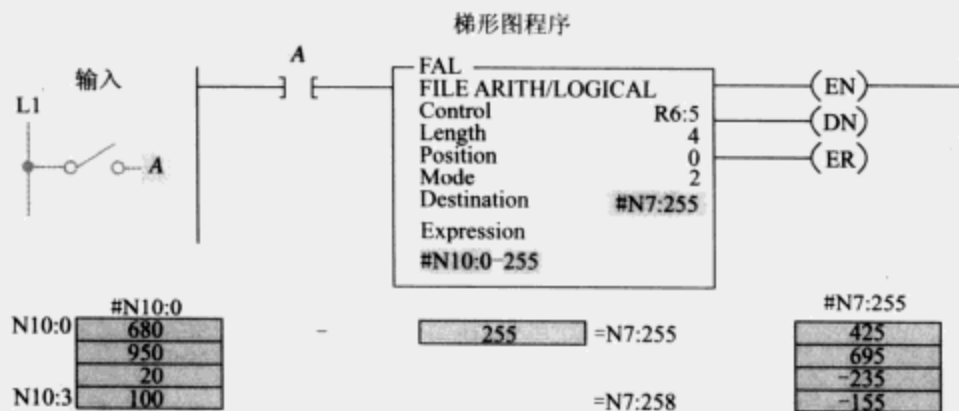 梯形图程序
输入
L1
A
A
FAL
FILE ARITH/LOGICAL
Control R6:5
Length 4
Position 0
Mode 2
Destination #N7:255
Expression
#N10:0-255
EN
DN
ER
#N10:0
N10:0 680
950
20
N10:3 100
- 255 =N7:255
=N7:258
#N7:255
425
695
-235
-155